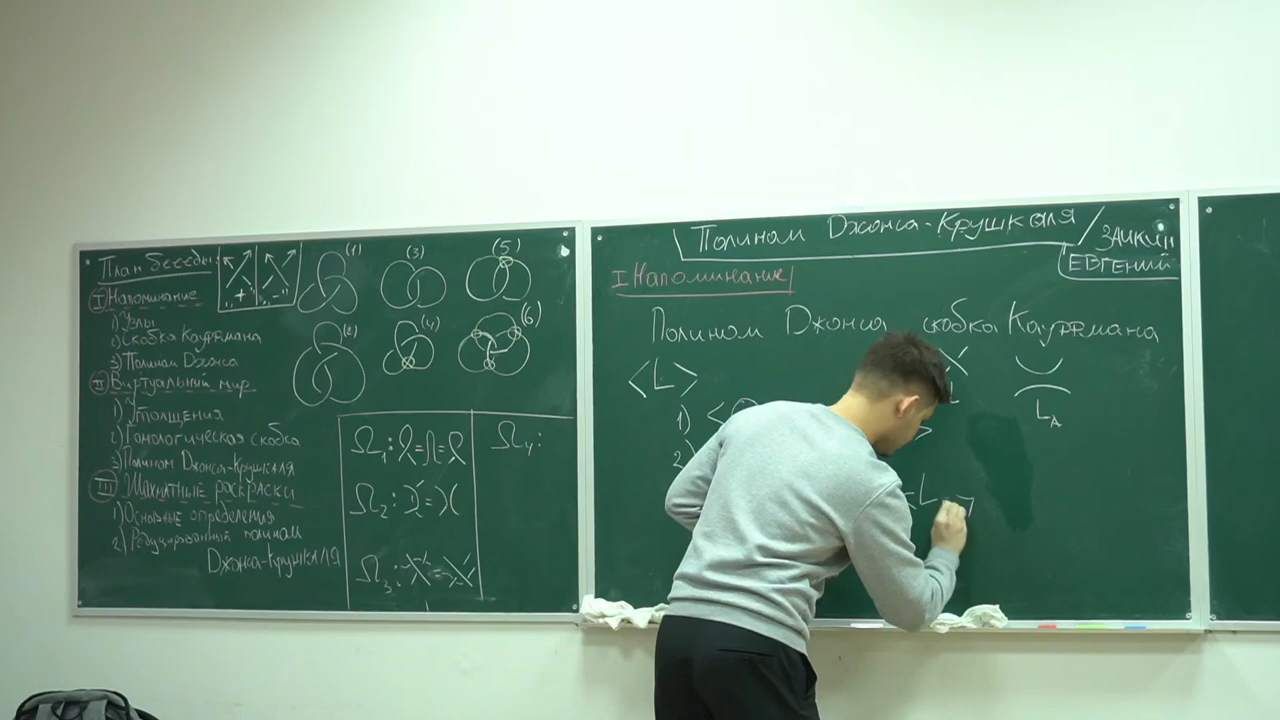 План беседы
I Напоминание
1) Узлы
2) Скобка Кауффмана
3) Полином Джонса
II Виртуальный мир
1) Утолщения
2) Гомологическая скобка
3) Полином Джонса-Крушкаля
III Шахматные раскраски
1) Основные определения
2) Редуцированный полином
Джонса-Крушкаля
"+" "-"
(1) (3) (5)
(2) (4) (6)
Ω₁: Ω₄:
Ω₂:
Ω₃:
Полином Джонса-Крушкаля / ЗАИКИН
ЕВГЕНИЙ
I Напоминание
Полином Джонса скобка Кауффмана
<L>
L_A
1) <
2)